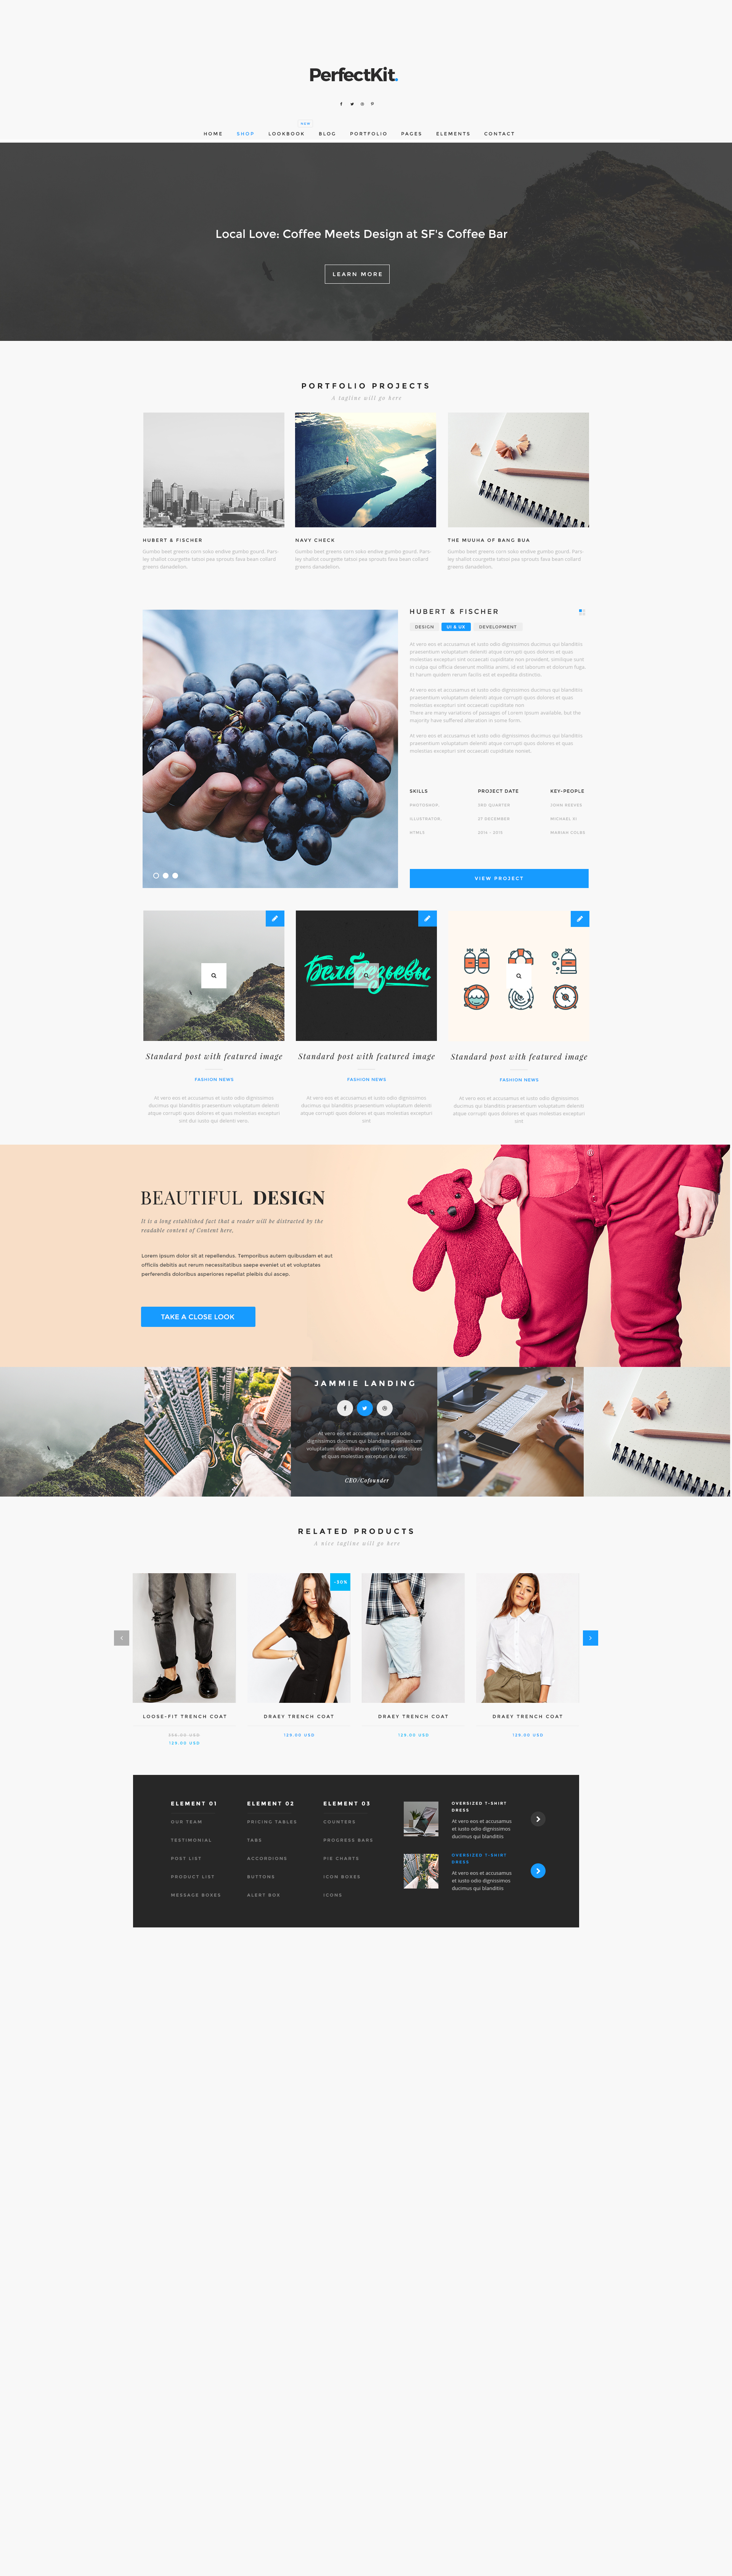 PerfectKit.
NEW
HOME SHOP LOOKBOOK BLOG PORTFOLIO PAGES ELEMENTS CONTACT
Local Love: Coffee Meets Design at SF's Coffee Bar
LEARN MORE
PORTFOLIO PROJECTS
A tagline will go here
HUBERT & FISCHER
Gumbo beet greens corn soko endive gumbo gourd. Pars-
ley shallot courgette tatsoi pea sprouts fava bean collard
greens danadelion.
NAVY CHECK
Gumbo beet greens corn soko endive gumbo gourd. Pars-
ley shallot courgette tatsoi pea sprouts fava bean collard
greens danadelion.
THE MUUHA OF BANG BUA
Gumbo beet greens corn soko endive gumbo gourd. Pars-
ley shallot courgette tatsoi pea sprouts fava bean collard
greens danadelion.
HUBERT & FISCHER
DESIGN UI & UX DEVELOPMENT
At vero eos et accusamus et iusto odio dignissimos ducimus qui blanditiis
praesentium voluptatum deleniti atque corrupti quos dolores et quas
molestias excepturi sint occaecati cupiditate non provident, similique sunt
in culpa qui officia deserunt mollitia animi, id est laborum et dolorum fuga.
Et harum quidem rerum facilis est et expedita distinctio.
At vero eos et accusamus et iusto odio dignissimos ducimus qui blanditiis
praesentium voluptatum deleniti atque corrupti quos dolores et quas
molestias excepturi sint occaecati cupiditate non
There are many variations of passages of Lorem Ipsum available, but the
majority have suffered alteration in some form.
At vero eos et accusamus et iusto odio dignissimos ducimus qui blanditiis
praesentium voluptatum deleniti atque corrupti quos dolores et quas
molestias excepturi sint occaecati cupiditate nonest.
SKILLS PROJECT DATE KEY-PEOPLE
PHOTOSHOP, 3RD QUARTER JOHN REEVES
ILLUSTRATOR, 27 DECEMBER MICHAEL XI
HTML5 2014 - 2015 MARIAH COLBS
VIEW PROJECT
Белебезьевы
Standard post with featured image
FASHION NEWS
At vero eos et accusamus et iusto odio dignissimos
ducimus qui blanditiis praesentium voluptatum deleniti
atque corrupti quos dolores et quas molestias excepturi
sint dui iusto qui deleniti vero.
Standard post with featured image
FASHION NEWS
At vero eos et accusamus et iusto odio dignissimos
ducimus qui blanditiis praesentium voluptatum deleniti
atque corrupti quos dolores et quas molestias excepturi
sint
Standard post with featured image
FASHION NEWS
At vero eos et accusamus et iusto odio dignissimos
ducimus qui blanditiis praesentium voluptatum deleniti
atque corrupti quos dolores et quas molestias excepturi
sint
BEAUTIFUL DESIGN
It is a long established fact that a reader will be distracted by the
readable content of Content here,
Lorem ipsum dolor sit at repellendus. Temporibus autem quibusdam et aut
officiis debitis aut rerum necessitatibus saepe eveniet ut et voluptates
perferendis doloribus asperiores repellat pleibis dui ascep.
TAKE A CLOSE LOOK
JAMMIE LANDING
At vero eos et accusamus et iusto odio
dignissimos ducimus qui blanditiis praesentium
voluptatum deleniti atque corrupti quos dolores
et quas molestias excepturi dui esc.
CEO/Cofounder
RELATED PRODUCTS
A nice tagline will go here
-30%
LOOSE-FIT TRENCH COAT
129.00 USD
DRAEY TRENCH COAT
129.00 USD
DRAEY TRENCH COAT
129.00 USD
DRAEY TRENCH COAT
129.00 USD
ELEMENT 01
OUR TEAM
TESTIMONIAL
POST LIST
PRODUCT LIST
MESSAGE BOXES
ELEMENT 02
PRICING TABLES
TABS
ACCORDIONS
BUTTONS
ALERT BOX
ELEMENT 03
COUNTERS
PROGRESS BARS
PIE CHARTS
ICON BOXES
ICONS
OVERSIZED T-SHIRT
DRESS
At vero eos et accusamus
et iusto odio dignissimos
ducimus qui blanditiis
OVERSIZED T-SHIRT
DRESS
At vero eos et accusamus
et iusto odio dignissimos
ducimus qui blanditiis